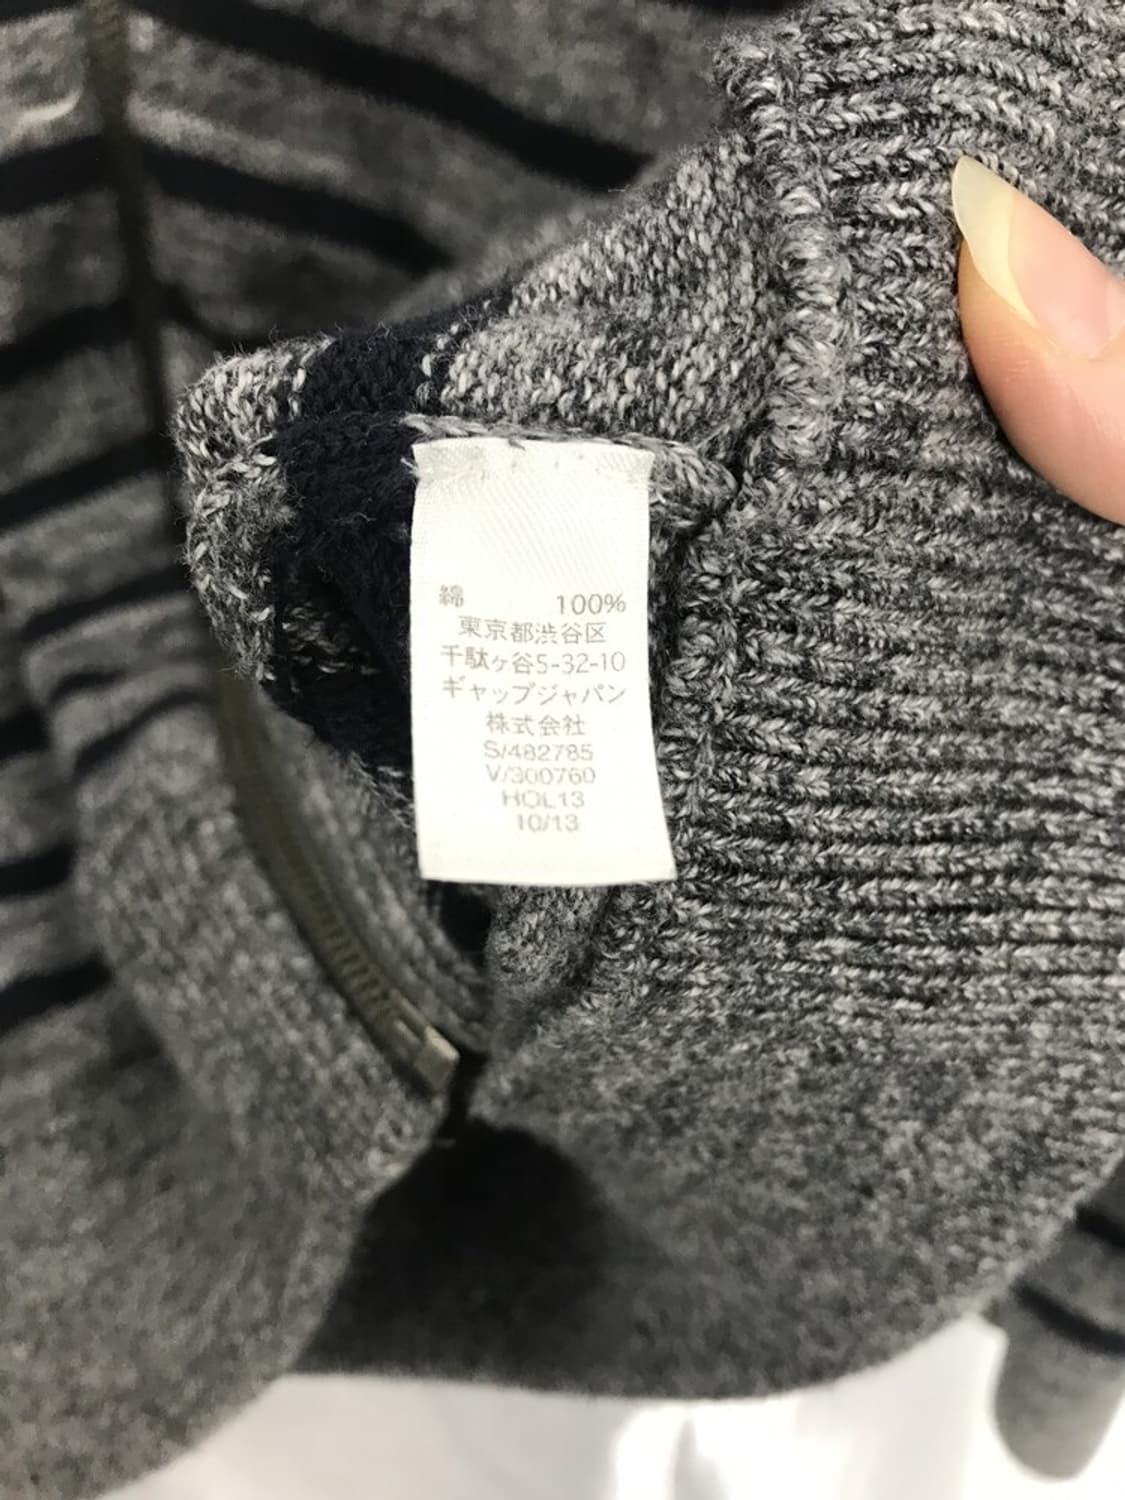 綿 100%
東京都渋谷区
千駄ヶ谷5-32-10
ギャップジャパン
株式会社
S/482785
V/300760
HOL13
10/13